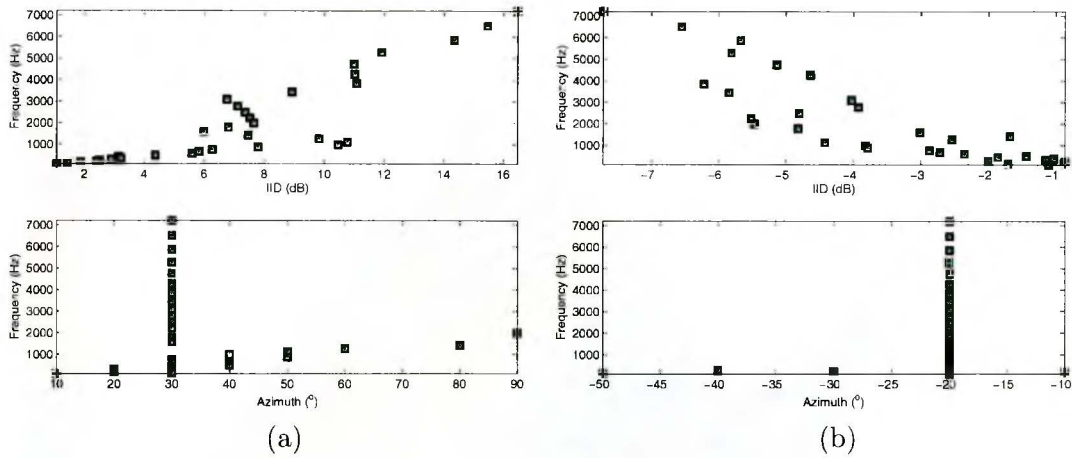 7000
6000
5000
4000
3000
2000
1000
Frequency (Hz)
2 4 6 8 10 12 14 16
IID (dB)
7000
6000
5000
4000
3000
2000
1000
Frequency (Hz)
−7 −6 −5 −4 −3 −2 −1
IID (dB)
7000
6000
5000
4000
3000
2000
1000
Frequency (Hz)
10 20 30 40 50 60 70 80 90
Azimuth (°)
7000
6000
5000
4000
3000
2000
1000
Frequency (Hz)
−50 −45 −40 −35 −30 −25 −20 −15 −10
Azimuth (°)
(a)
(b)